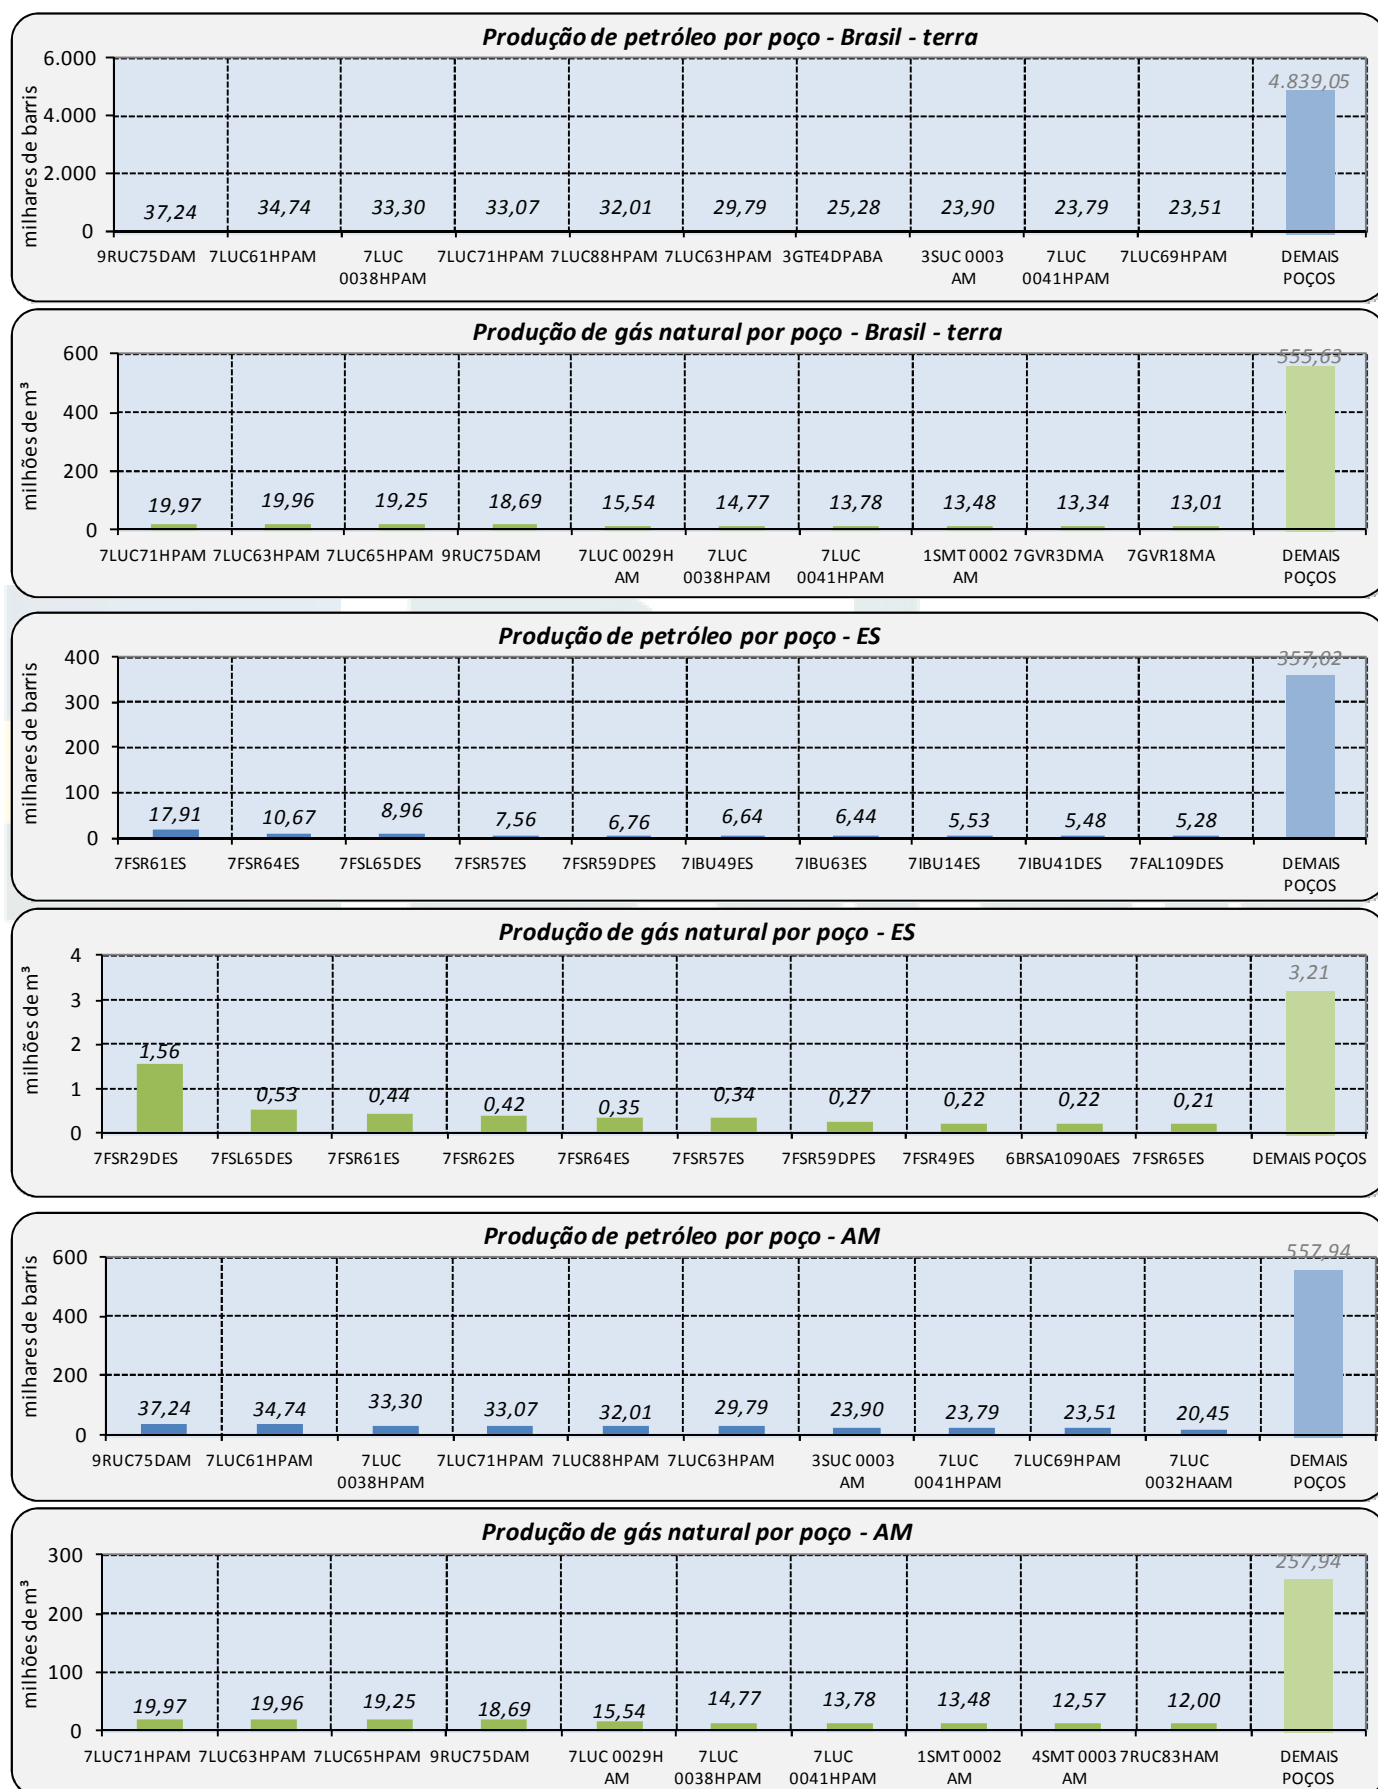 Produção de petróleo por poço - Brasil - terra
milhares de barris
6.000
4.000
2.000
0
37,24 34,74 33,30 33,07 32,01 29,79 25,28 23,90 23,79 23,51 4.839,05
9RUC75DAM 7LUC61HPAM 7LUC 7LUC71HPAM 7LUC88HPAM 7LUC63HPAM 3GTE4DPABA 3SUC 0003 7LUC 7LUC69HPAM DEMAIS
0038HPAM AM 0041HPAM POÇOS
Produção de gás natural por poço - Brasil - terra
milhões de m³
600
400
200
0
19,97 19,96 19,25 18,69 15,54 14,77 13,78 13,48 13,34 13,01 555,63
7LUC71HPAM 7LUC63HPAM 7LUC65HPAM 9RUC75DAM 7LUC 0029H 7LUC 7LUC 1SMT 0002 7GVR3DMA 7GVR18MA DEMAIS
AM 0038HPAM 0041HPAM AM POÇOS
Produção de petróleo por poço - ES
milhares de barris
400
300
200
100
0
17,91 10,67 8,96 7,56 6,76 6,64 6,44 5,53 5,48 5,28 357,02
7FSR61ES 7FSR64ES 7FSL65DES 7FSR57ES 7FSR59DPES 7IBU49ES 7IBU63ES 7IBU14ES 7IBU41DES 7FAL109DES DEMAIS
POÇOS
Produção de gás natural por poço - ES
milhões de m³
4
3
2
1
0
1,56 0,53 0,44 0,42 0,35 0,34 0,27 0,22 0,22 0,21 3,21
7FSR29DES 7FSL65DES 7FSR61ES 7FSR62ES 7FSR64ES 7FSR57ES 7FSR59DPES 7FSR49ES 6BRSA1090AES 7FSR65ES DEMAIS POÇOS
Produção de petróleo por poço - AM
milhares de barris
600
400
200
0
37,24 34,74 33,30 33,07 32,01 29,79 23,90 23,79 23,51 20,45 557,94
9RUC75DAM 7LUC61HPAM 7LUC 7LUC71HPAM 7LUC88HPAM 7LUC63HPAM 3SUC 0003 7LUC 7LUC69HPAM 7LUC DEMAIS
0038HPAM AM 0041HPAM 0032HAAM POÇOS
Produção de gás natural por poço - AM
milhões de m³
300
200
100
0
19,97 19,96 19,25 18,69 15,54 14,77 13,78 13,48 12,57 12,00 257,94
7LUC71HPAM 7LUC63HPAM 7LUC65HPAM 9RUC75DAM 7LUC 0029H 7LUC 7LUC 1SMT 0002 4SMT 0003 7RUC83HAM DEMAIS
AM 0038HPAM 0041HPAM AM AM POÇOS